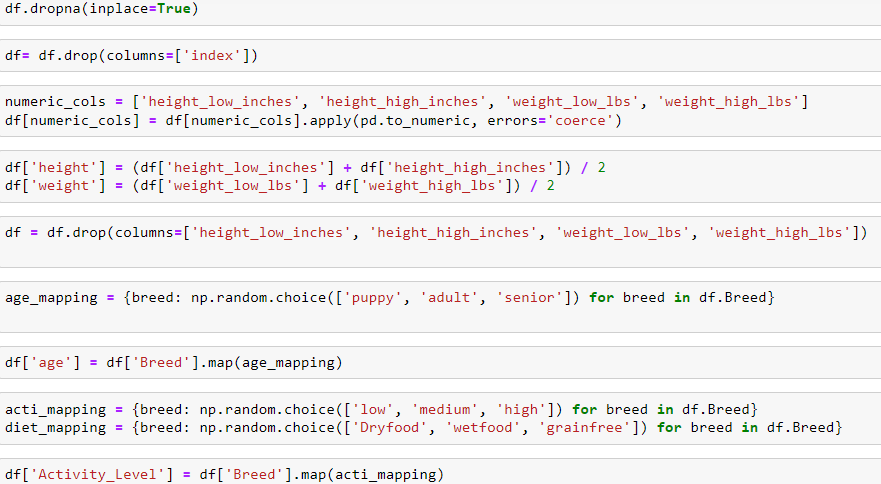 df.dropna(inplace=True)
df= df.drop(columns=['index'])
numeric_cols = ['height_low_inches', 'height_high_inches', 'weight_low_lbs', 'weight_high_lbs']
df[numeric_cols] = df[numeric_cols].apply(pd.to_numeric, errors='coerce')
df['height'] = (df['height_low_inches'] + df['height_high_inches']) / 2
df['weight'] = (df['weight_low_lbs'] + df['weight_high_lbs']) / 2
df = df.drop(columns=['height_low_inches', 'height_high_inches', 'weight_low_lbs', 'weight_high_lbs'])
age_mapping = {breed: np.random.choice(['puppy', 'adult', 'senior']) for breed in df.Breed}
df['age'] = df['Breed'].map(age_mapping)
acti_mapping = {breed: np.random.choice(['low', 'medium', 'high']) for breed in df.Breed}
diet_mapping = {breed: np.random.choice(['Dryfood', 'wetfood', 'grainfree']) for breed in df.Breed}
df['Activity_Level'] = df['Breed'].map(acti_mapping)